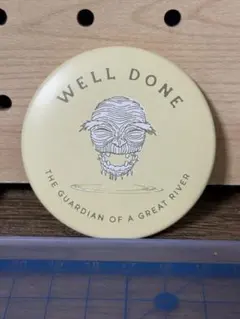 WELL DONE
THE GUARDIAN OF A GREAT RIVER